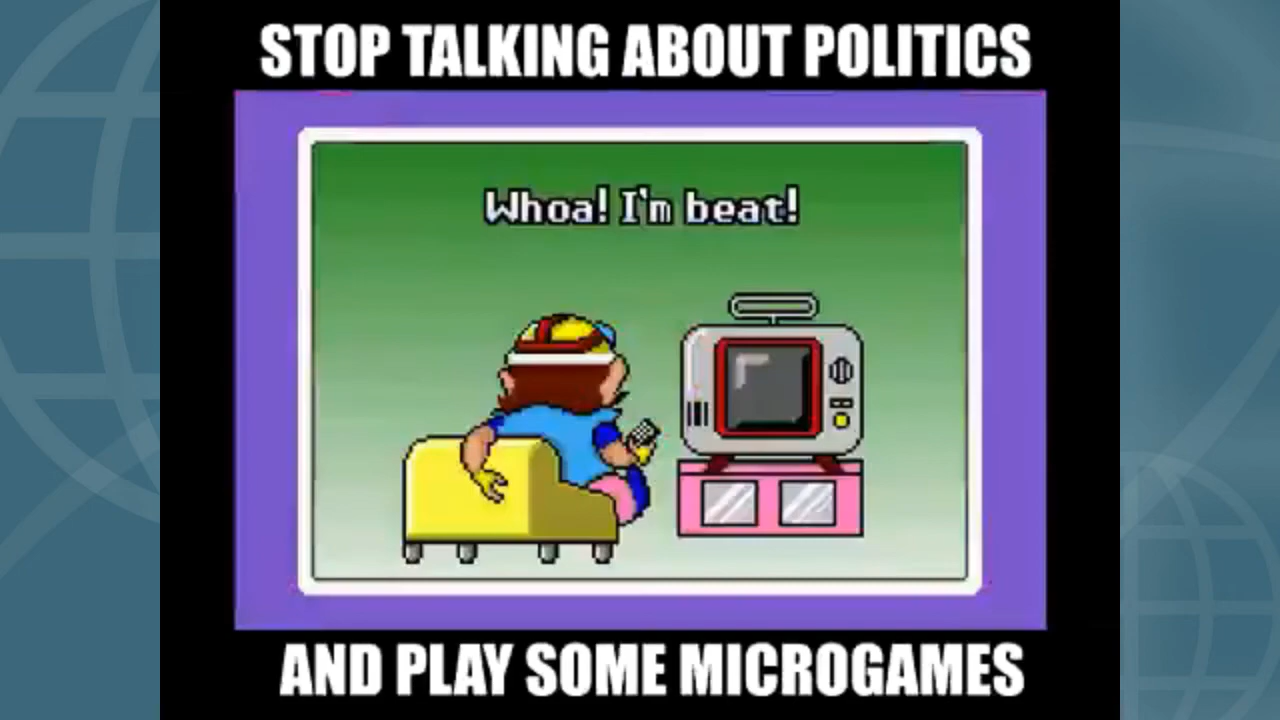 STOP TALKING ABOUT POLITICS
Whoa! I'm beat!
AND PLAY SOME MICROGAMES